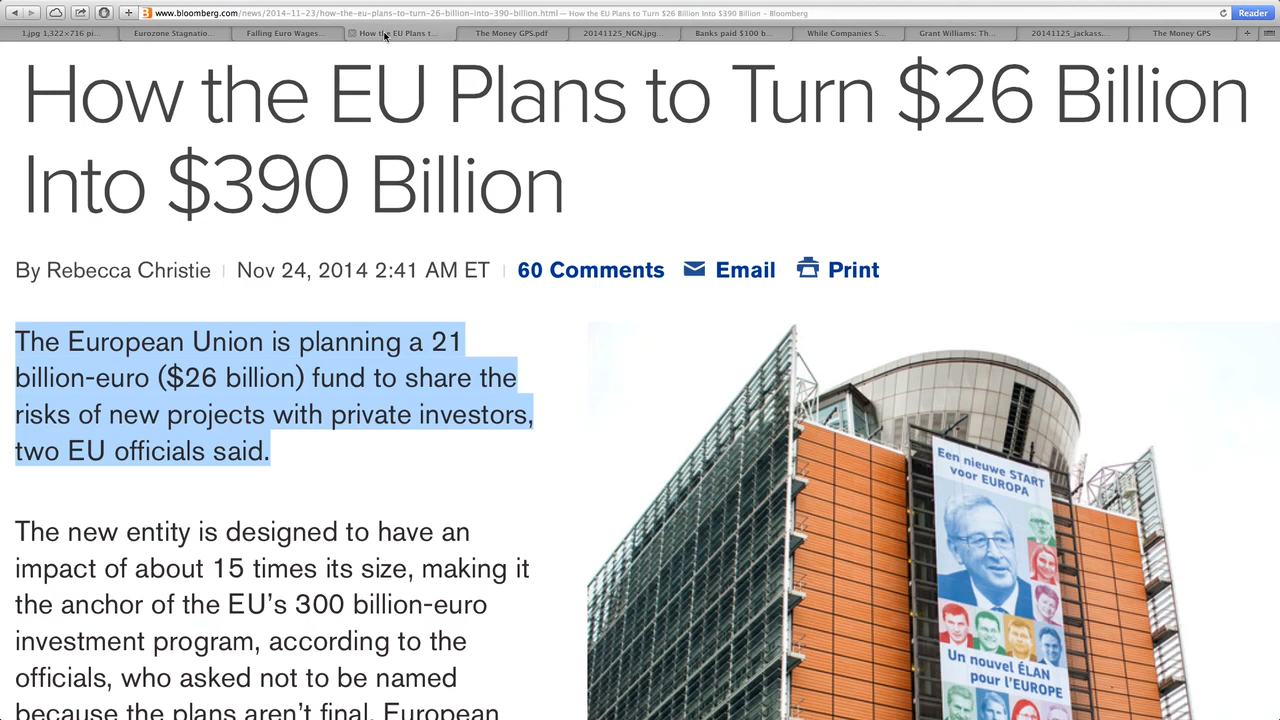 www.bloomberg.com/news/2014-11-23/how-the-eu-plans-to-turn-26-billion-into-390-billion.html — How the EU Plans to Turn $26 Billion Into $390 Billion – Bloomberg
Reader
1.jpg 1,322×716 pi...
Eurozone Stagnatio...
Falling Euro Wages...
How the EU Plans t...
The Money GPS.pdf
20141125_NGN.jpg...
Banks paid $100 b...
While Companies S...
Grant Williams: Th...
20141125_jackass...
The Money GPS
How the EU Plans to Turn $26 Billion
Into $390 Billion
By Rebecca Christie
Nov 24, 2014 2:41 AM ET
60 Comments
Email
Print
The European Union is planning a 21
billion-euro ($26 billion) fund to share the
risks of new projects with private investors,
two EU officials said.
The new entity is designed to have an
impact of about 15 times its size, making it
the anchor of the EU’s 300 billion-euro
investment program, according to the
officials, who asked not to be named
because the plans aren’t final. European
Een nieuwe START
voor EUROPA
Un nouvel ÉLAN
pour l'EUROPE